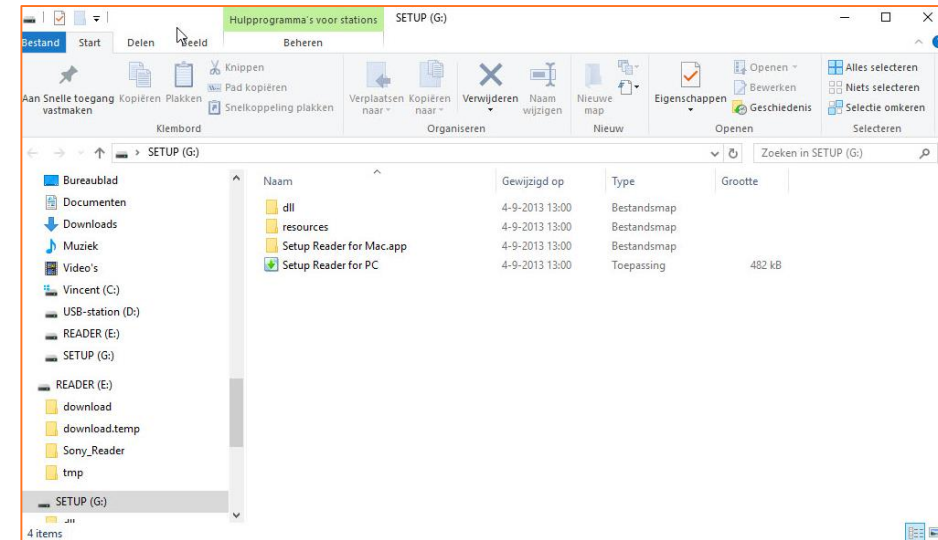 Hulpprogramma's voor stations SETUP (G:)
Bestand Start Delen Beeld Beheren
Aan Snelle toegang vastmaken
Kopiëren Plakken
Knippen
Pad kopiëren
Snelkoppeling plakken
Klembord
Verplaatsen naar
Kopiëren naar
Verwijderen
Naam wijzigen
Organiseren
Nieuwe map
Nieuw
Eigenschappen
Openen
Bewerken
Geschiedenis
Openen
Alles selecteren
Niets selecteren
Selectie omkeren
Selecteren
SETUP (G:) Zoeken in SETUP (G:)
Bureaublad
Documenten
Downloads
Muziek
Video's
Vincent (C:)
USB-station (D:)
READER (E:)
SETUP (G:)
READER (E:)
download
download.temp
Sony_Reader
tmp
SETUP (G:)
dll
Naam Gewijzigd op Type Grootte
dll 4-9-2013 13:00 Bestandsmap
resources 4-9-2013 13:00 Bestandsmap
Setup Reader for Mac.app 4-9-2013 13:00 Bestandsmap
Setup Reader for PC 4-9-2013 13:00 Toepassing 482 kB
4 items